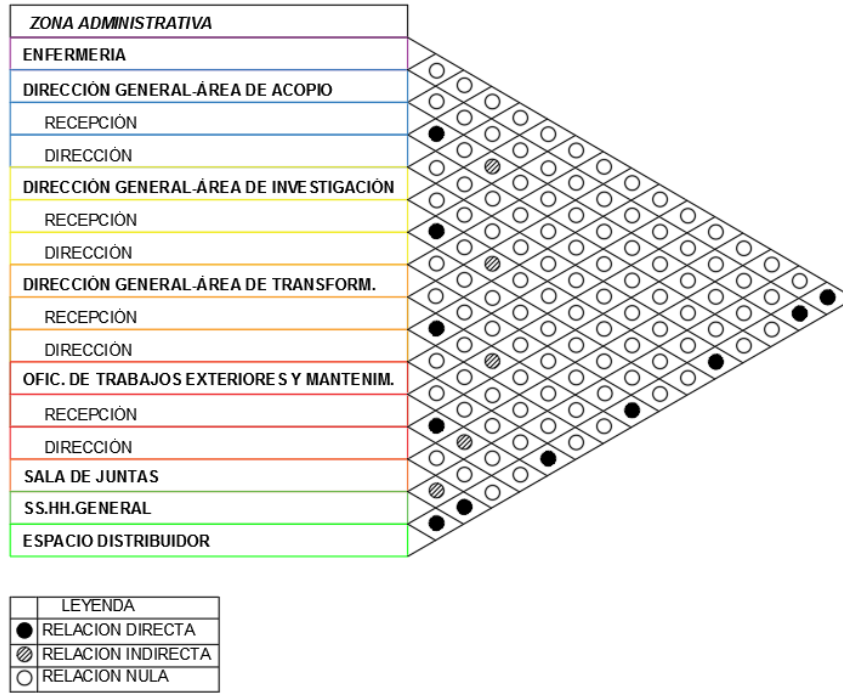 ZONA ADMINISTRATIVA
ENFERMERIA
DIRECCIÓN GENERAL-ÁREA DE ACOPIO
RECEPCIÓN
DIRECCIÓN
DIRECCIÓN GENERAL-ÁREA DE INVESTIGACIÓN
RECEPCIÓN
DIRECCIÓN
DIRECCIÓN GENERAL-ÁREA DE TRANSFORM.
RECEPCIÓN
DIRECCIÓN
OFIC. DE TRABAJOS EXTERIORES Y MANTENIM.
RECEPCIÓN
DIRECCIÓN
SALA DE JUNTAS
SS.HH.GENERAL
ESPACIO DISTRIBUIDOR
LEYENDA
RELACION DIRECTA
RELACION INDIRECTA
RELACION NULA